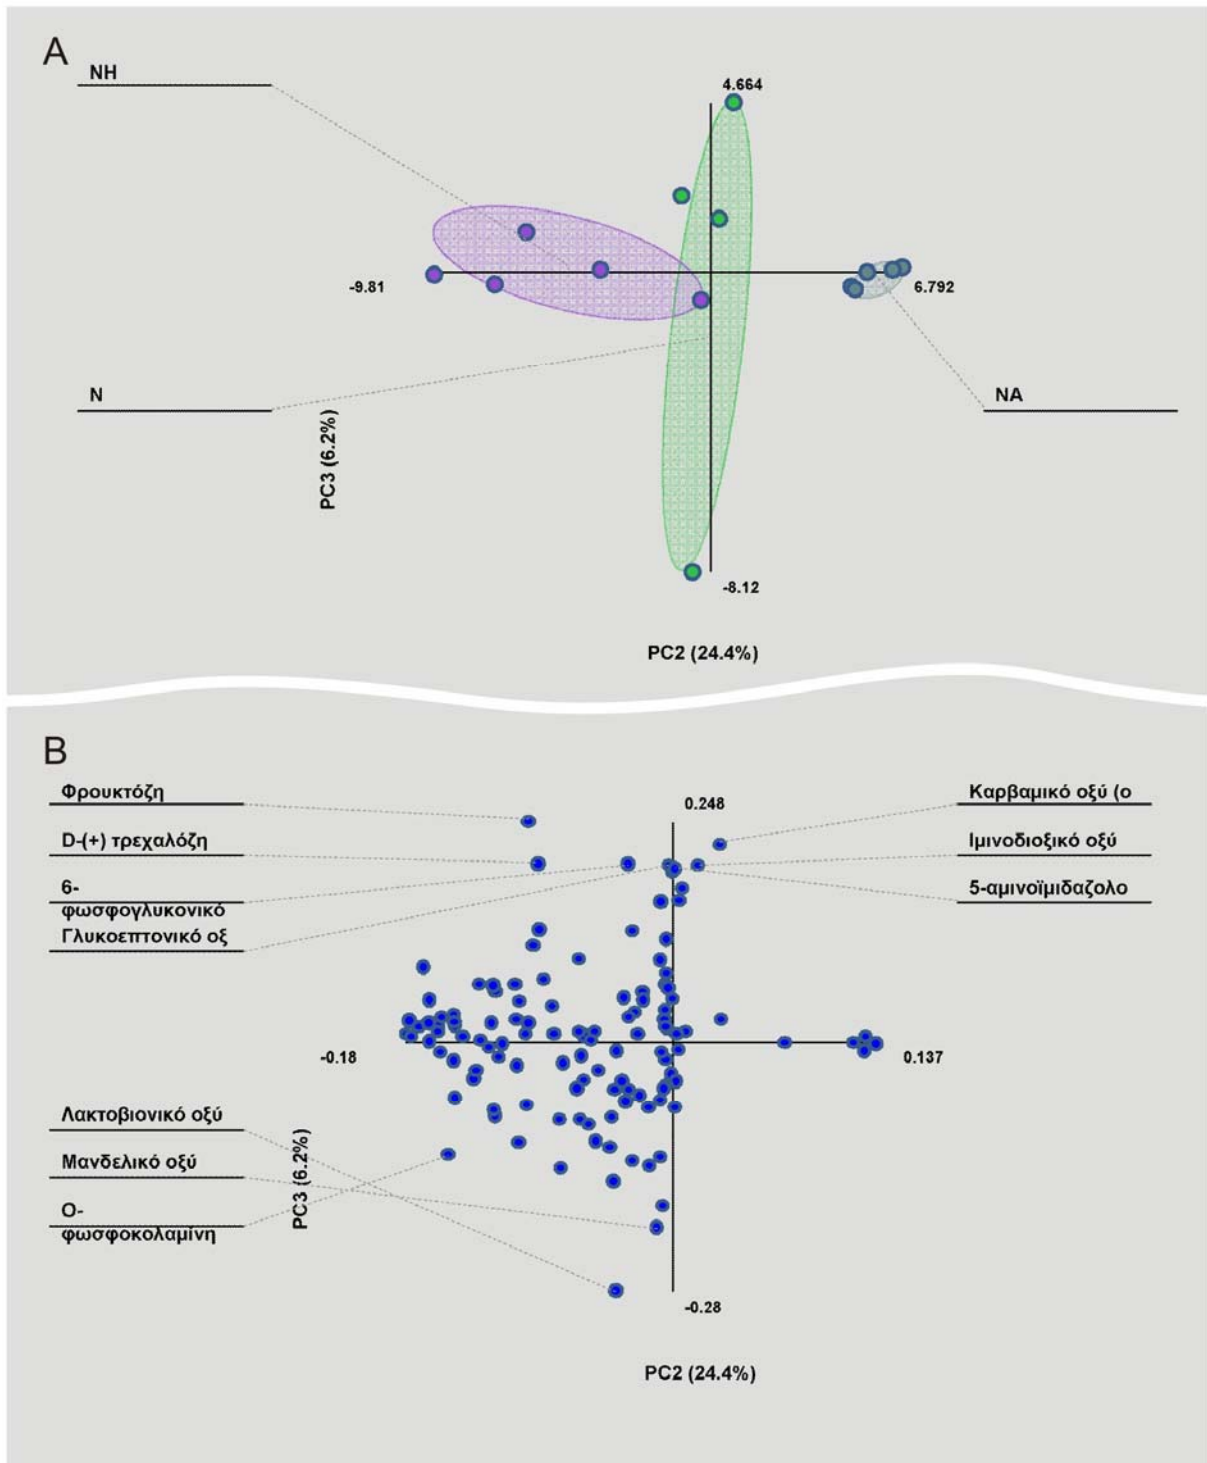 A
NH
4.664
-9.81
6.792
N
NA
PC3 (6.2%)
-8.12
PC2 (24.4%)
B
Φρουκτόζη
Καρβαμικό οξύ (ο
0.248
D-(+) τρεχαλόζη
Ιμινοδιοξικό οξύ
6-
φωσφογλυκονικό
5-αμινοϊμιδαζολο
Γλυκοεπτονικό οξ
-0.18
0.137
Λακτοβιονικό οξύ
Μανδελικό οξύ
PC3 (6.2%)
O-
φωσφοκολαμίνη
-0.28
PC2 (24.4%)